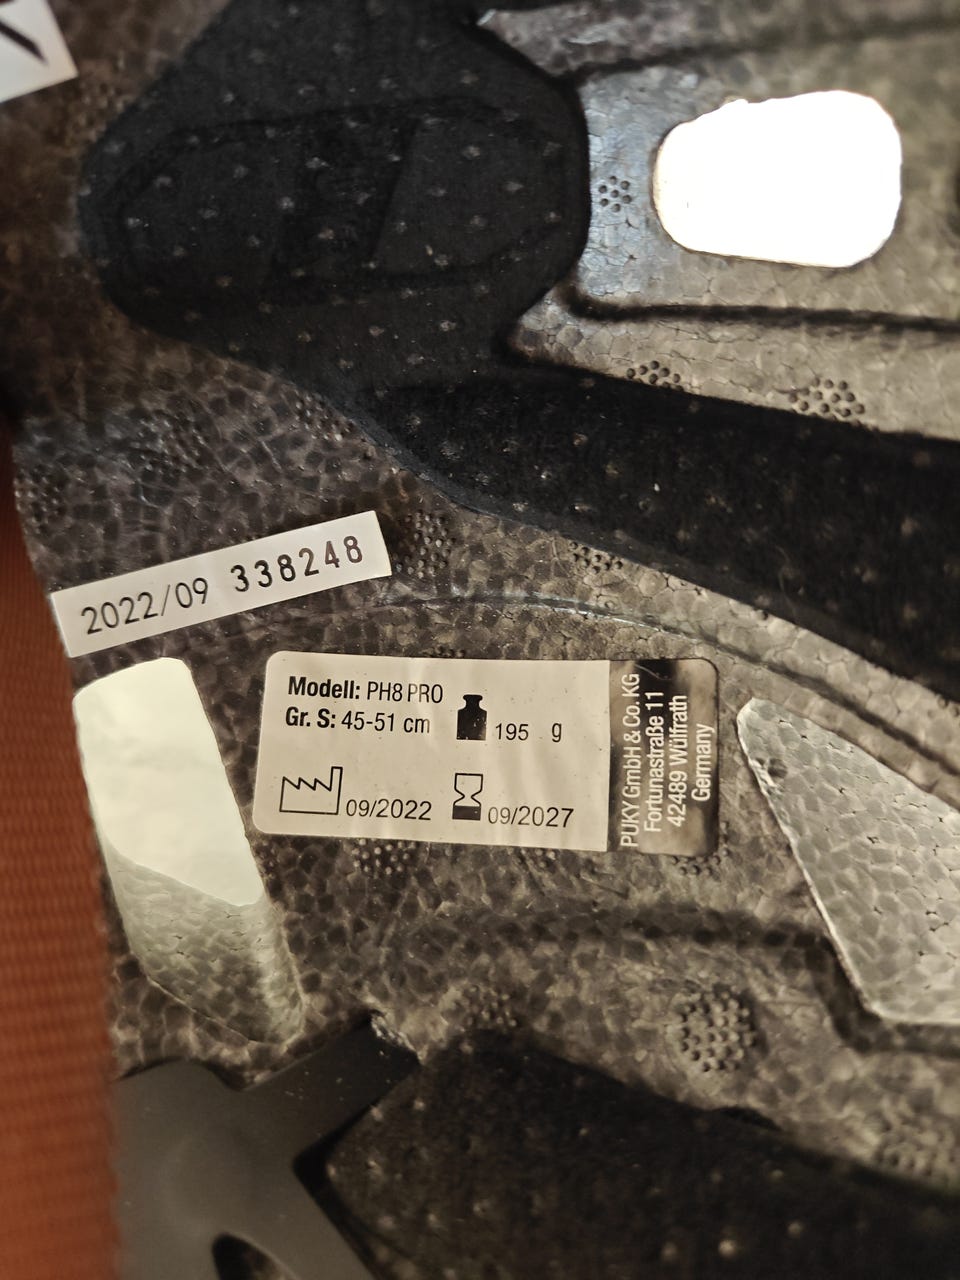 2022/09 338248
Modell: PH8 PRO
Gr. S: 45-51 cm
195 g
09/2022
09/2027
PUKY GmbH & Co. KG
Fortunastraße 11
42489 Wülfrath
Germany